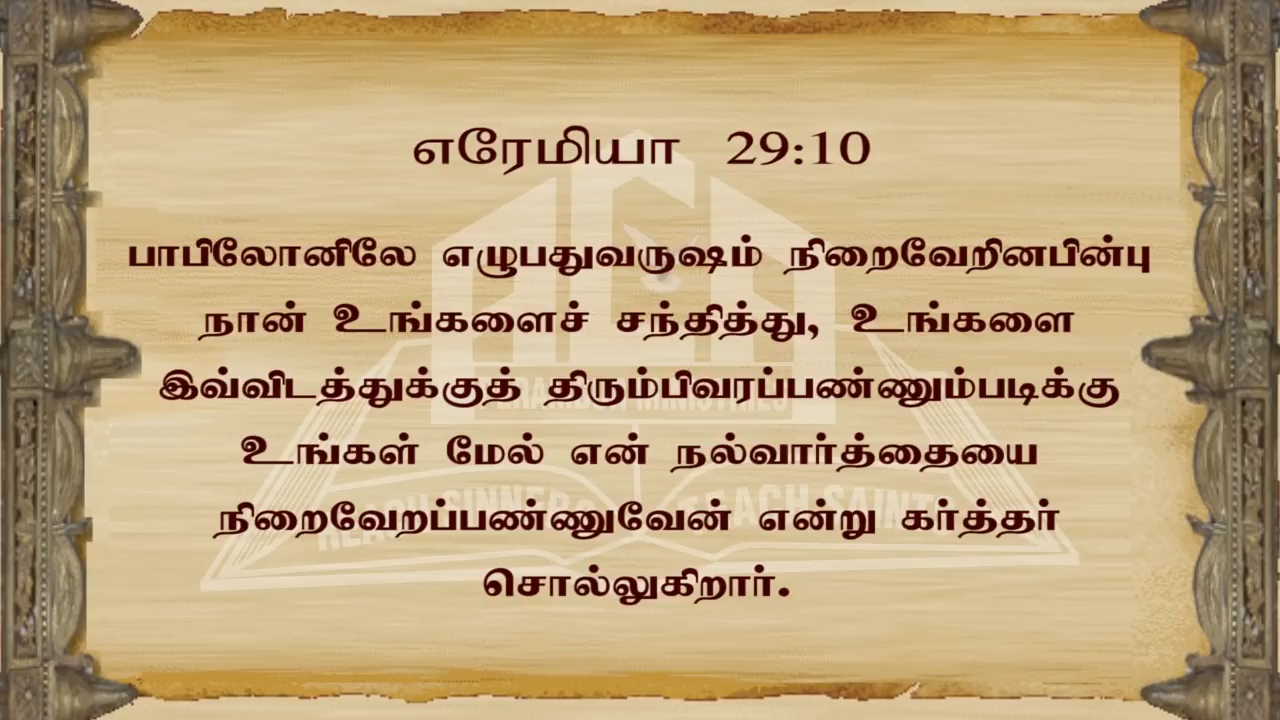 எரேமியா 29:10
பாபிலோனிலே எழுபதுவருஷம் நிறைவேறினபின்பு
நான் உங்களைச் சந்தித்து, உங்களை
இவ்விடத்துக்குத் திரும்பிவரப்பண்ணும்படிக்கு
உங்கள் மேல் என் நல்வார்த்தையை
நிறைவேறப்பண்ணுவேன் என்று கர்த்தர்
சொல்லுகிறார்.